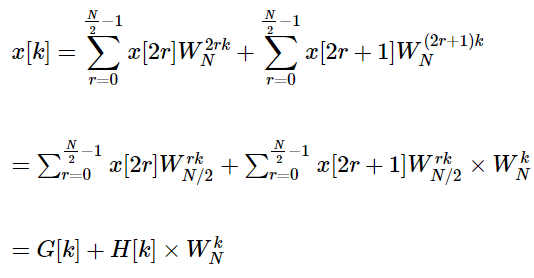 $x[k] = \sum_{r=0}^{\frac{N}{2}-1} x[2r]W_N^{2rk} + \sum_{r=0}^{\frac{N}{2}-1} x[2r+1]W_N^{(2r+1)k}$
$= \sum_{r=0}^{\frac{N}{2}-1} x[2r]W_{N/2}^{rk} + \sum_{r=0}^{\frac{N}{2}-1} x[2r+1]W_{N/2}^{rk} \times W_N^k$
$= G[k] + H[k] \times W_N^k$